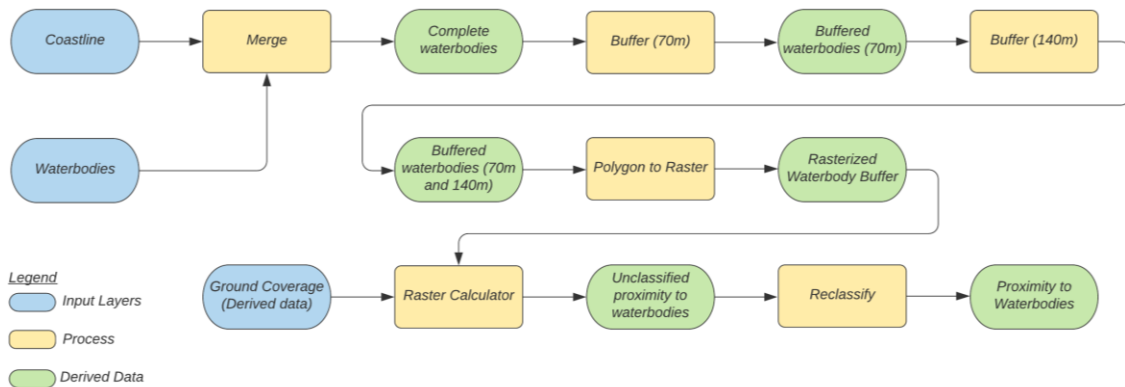 Coastline
Merge
Complete
waterbodies
Buffer (70m)
Buffered
waterbodies (70m)
Buffer (140m)
Waterbodies
Buffered
waterbodies (70m
and 140m)
Polygon to Raster
Rasterized
Waterbody Buffer
Ground Coverage
(Derived data)
Raster Calculator
Unclassified
proximity to
waterbodies
Reclassify
Proximity to
Waterbodies
Legend
Input Layers
Process
Derived Data